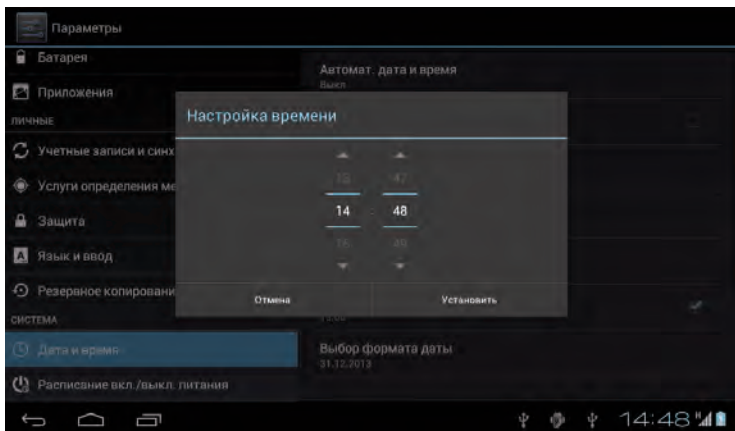 Параметры
Батарея
Автомат. дата и время
Выкл
Приложения
Настройка времени
ЛИЧНЫЕ
Учетные записи и синх
47
Услуги определения ме
14 : 48
Защита
49
Язык и ввод
Резервное копировани
Отмена
Установить
СИСТЕМА
Дата и время
Выбор формата даты
31.12.2013
Расписание вкл./выкл. питания
14:48